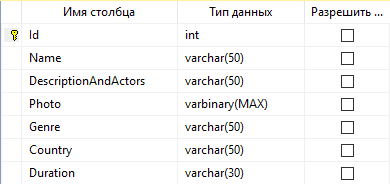 Имя столбца Тип данных Разрешить ...
Id int
Name varchar(50)
DescriptionAndActors varchar(50)
Photo varbinary(MAX)
Genre varchar(50)
Country varchar(50)
Duration varchar(30)